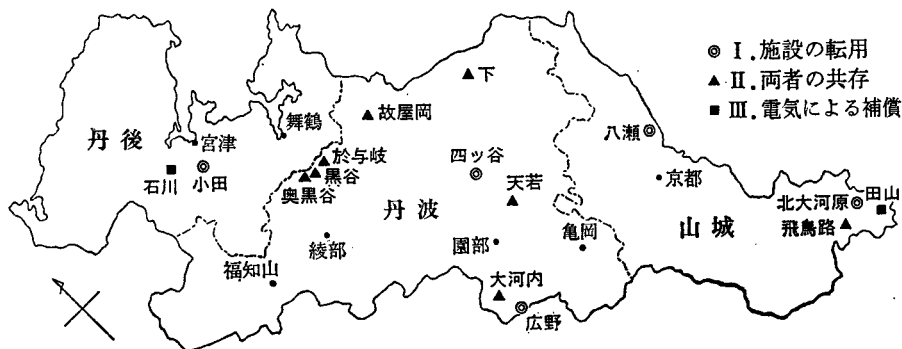 ◎ Ⅰ.施設の転用
▲ Ⅱ.両者の共存
■ Ⅲ.電気による補償
下
故屋岡
八瀬
丹後
宮津
舞鶴
於与岐
黒谷
奥黒谷
石川
小田
四ッ谷
天若
京都
北大河原
田山
飛鳥路
丹波
山城
綾部
園部
亀岡
福知山
大河内
広野